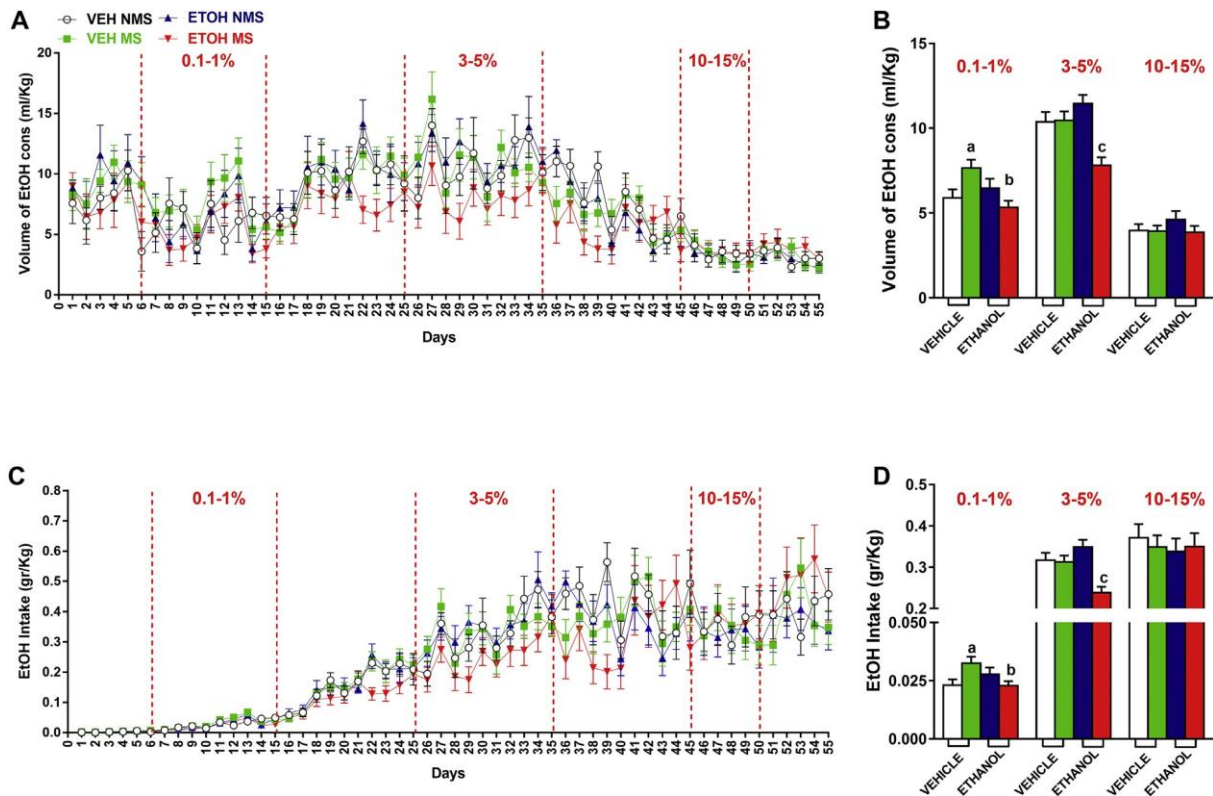 A
VEH NMS
ETOH NMS
VEH MS
ETOH MS
0.1-1%
3-5%
10-15%
Volume of EtOH cons (ml/Kg)
20
15
10
5
0
0 1 2 3 4 5 6 7 8 9 10 11 12 13 14 15 16 17 18 19 20 21 22 23 24 25 26 27 28 29 30 31 32 33 34 35 36 37 38 39 40 41 42 43 44 45 46 47 48 49 50 51 52 53 54 55
Days
B
Volume of EtOH cons (ml/Kg)
15
10
5
0
0.1-1%
3-5%
10-15%
a
b
c
VEHICLE
ETHANOL
VEHICLE
ETHANOL
VEHICLE
ETHANOL
C
0.1-1%
3-5%
10-15%
EtOH Intake (gr/Kg)
0.8
0.7
0.6
0.5
0.4
0.3
0.2
0.1
0.0
0 1 2 3 4 5 6 7 8 9 10 11 12 13 14 15 16 17 18 19 20 21 22 23 24 25 26 27 28 29 30 31 32 33 34 35 36 37 38 39 40 41 42 43 44 45 46 47 48 49 50 51 52 53 54 55
Days
D
EtOH Intake (gr/Kg)
0.5
0.4
0.3
0.2
0.050
0.025
0.000
0.1-1%
3-5%
10-15%
a
b
c
VEHICLE
ETHANOL
VEHICLE
ETHANOL
VEHICLE
ETHANOL